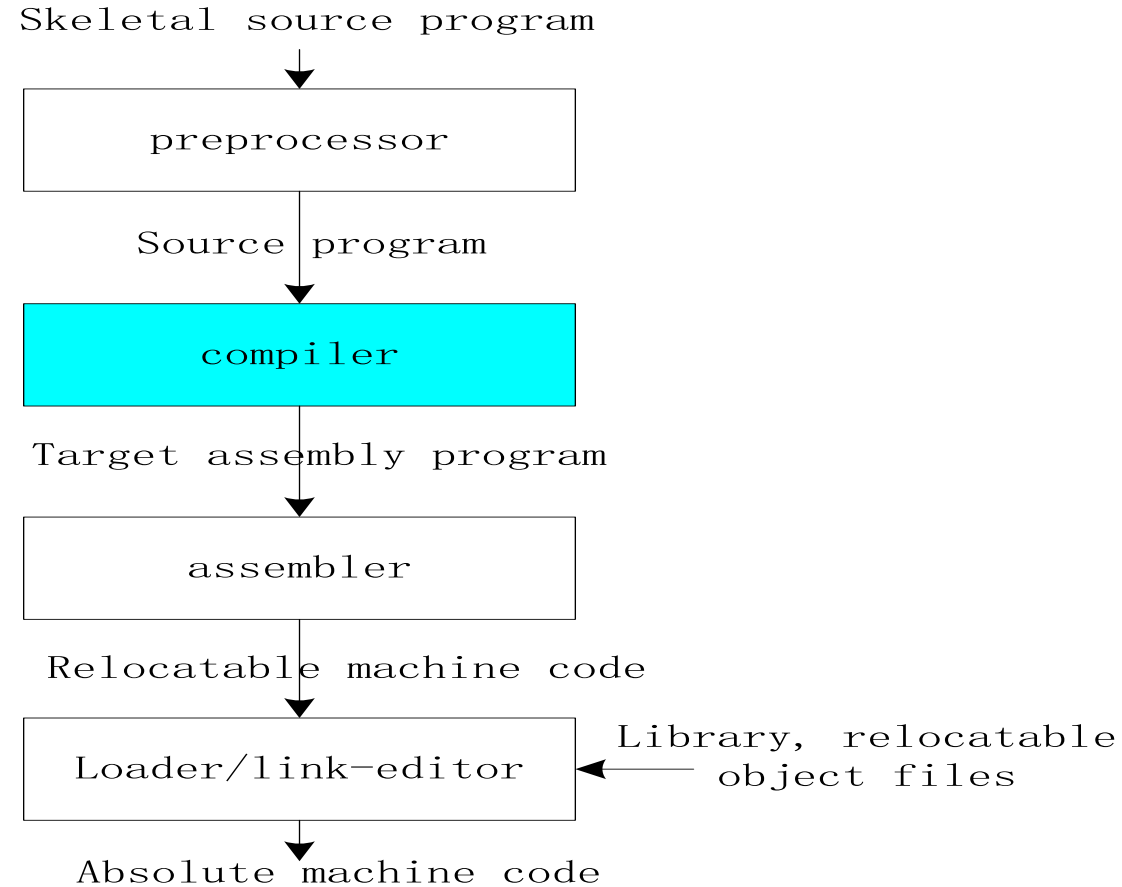 Skeletal source program
preprocessor
Source program
compiler
Target assembly program
assembler
Relocatable machine code
Loader/link-editor
Library, relocatable
object files
Absolute machine code